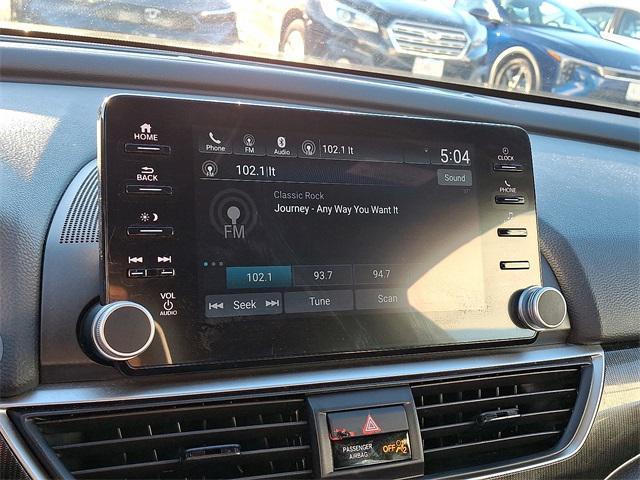 HOME
BACK
VOL
AUDIO
Phone
FM
Audio
102.1 lt
5:04
102.1 lt
Sound
FM
Classic Rock
Journey - Any Way You Want It
102.1
93.7
94.7
Seek
Tune
Scan
CLOCK
PHONE
PASSENGER
AIRBAG
OFF
2